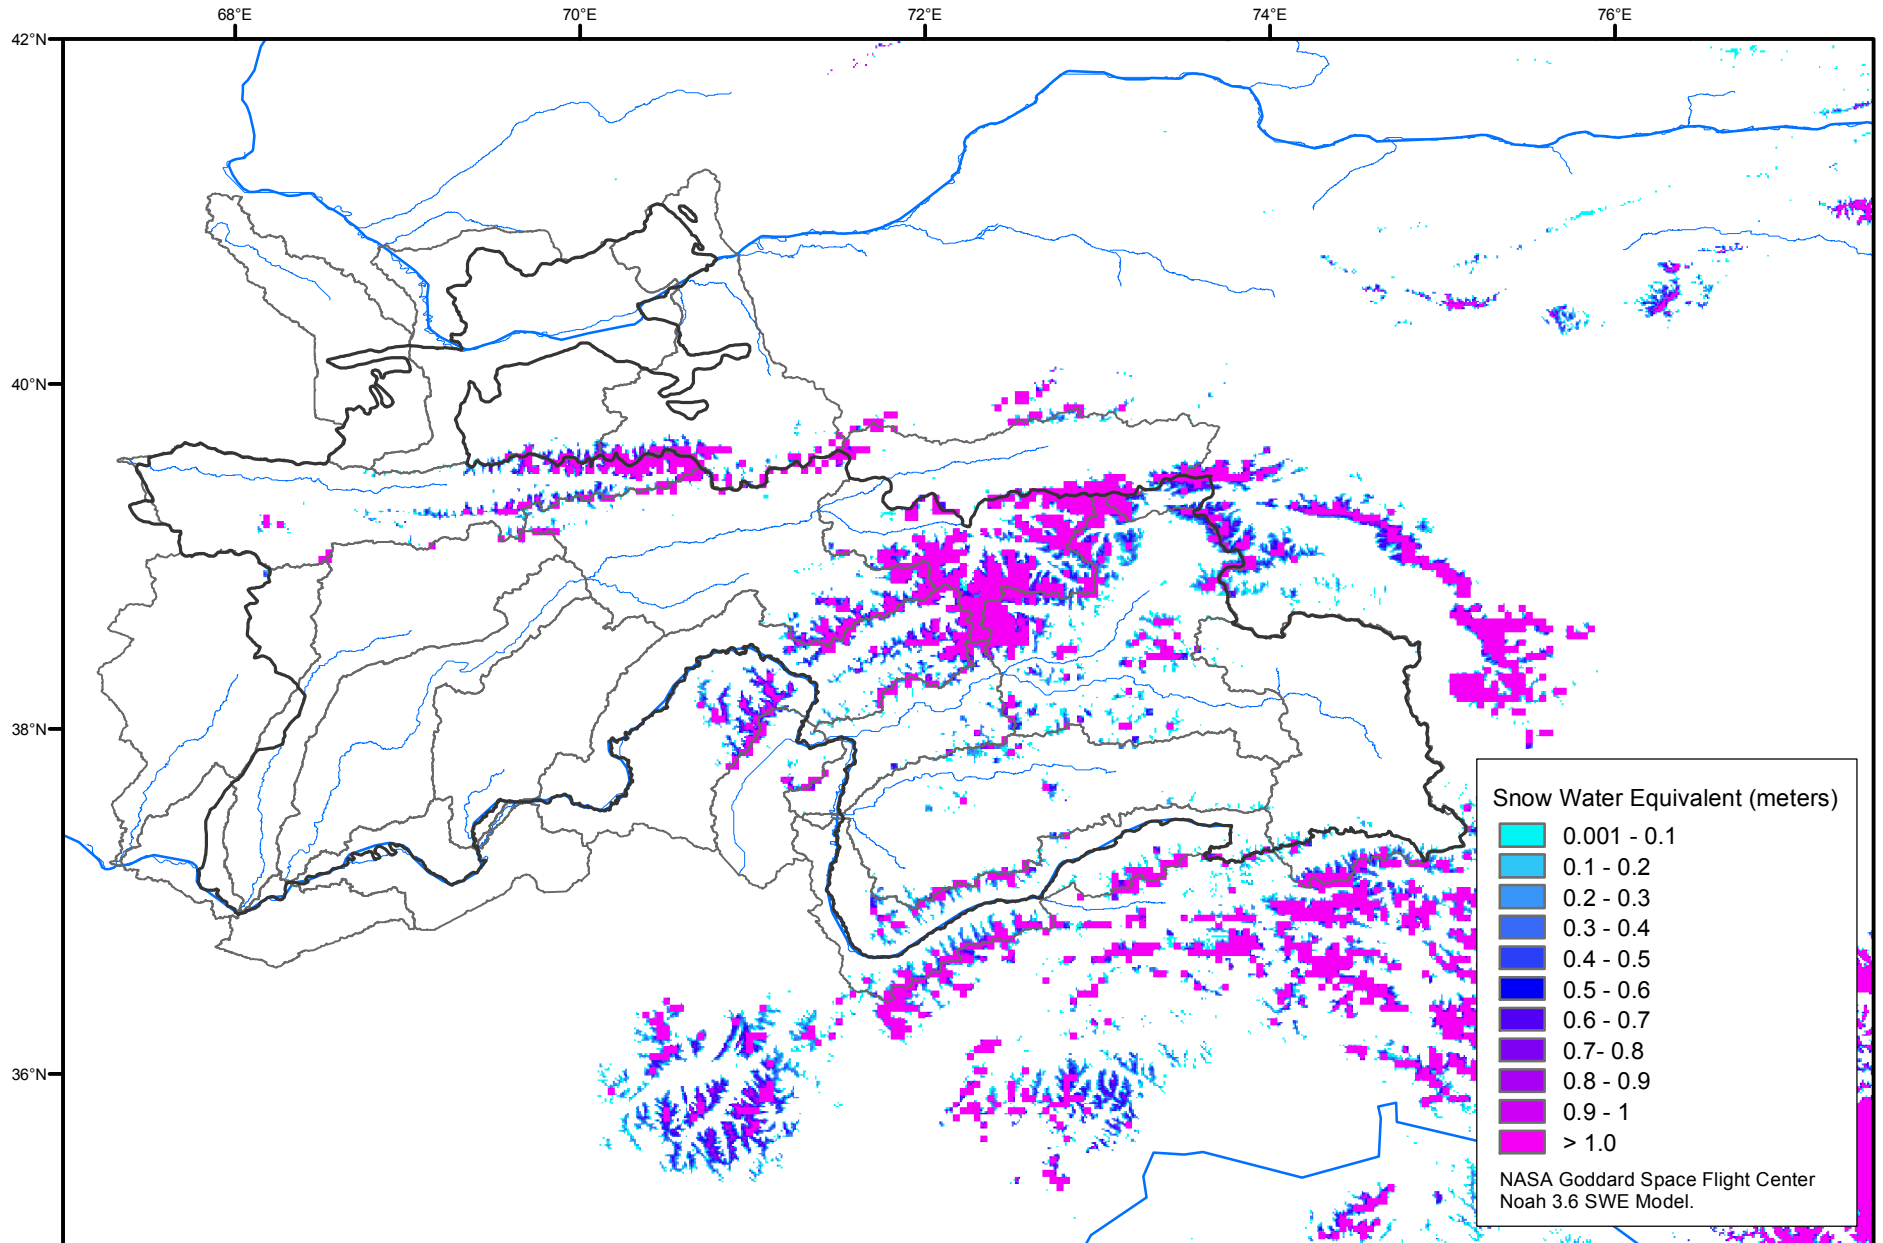 68°E 70°E 72°E 74°E 76°E
42°N
40°N
38°N
36°N
Snow Water Equivalent (meters)
0.001 - 0.1
0.1 - 0.2
0.2 - 0.3
0.3 - 0.4
0.4 - 0.5
0.5 - 0.6
0.6 - 0.7
0.7- 0.8
0.8 - 0.9
0.9 - 1
> 1.0
NASA Goddard Space Flight Center
Noah 3.6 SWE Model.